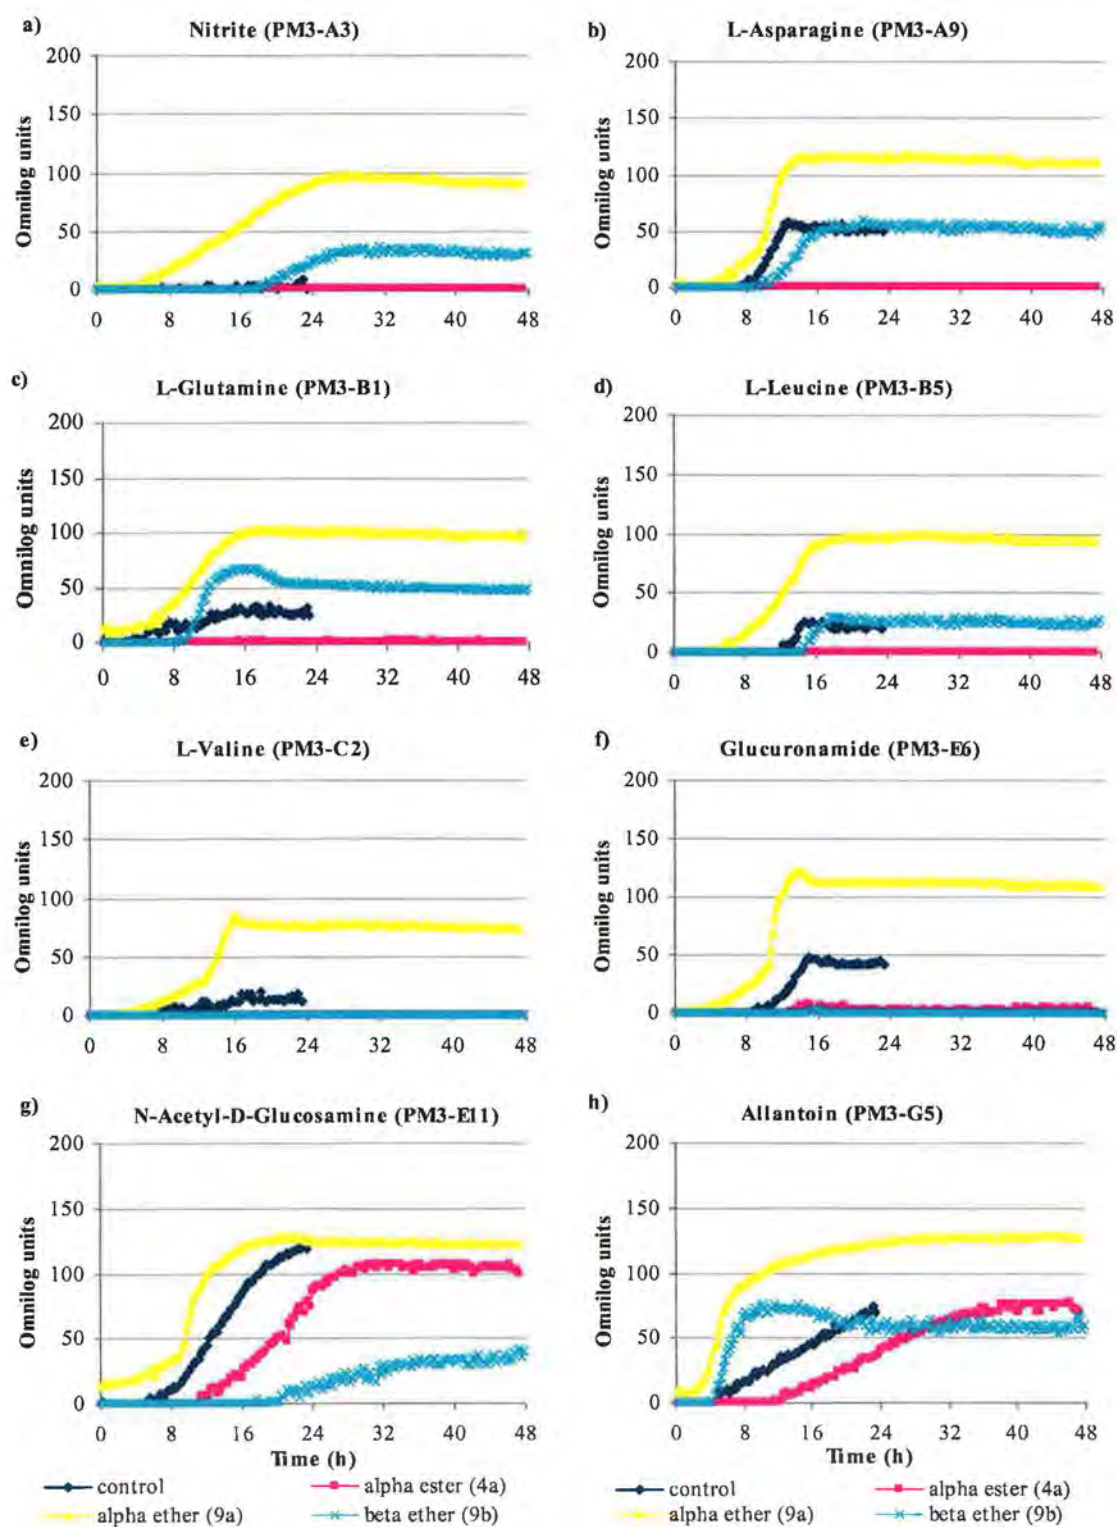 a)
Nitrite (PM3-A3)
Omnilog units
200
150
100
50
0
0 8 16 24 32 40 48
b)
L-Asparagine (PM3-A9)
Omnilog units
200
150
100
50
0
0 8 16 24 32 40 48
c)
L-Glutamine (PM3-B1)
Omnilog units
200
150
100
50
0
0 8 16 24 32 40 48
d)
L-Leucine (PM3-B5)
Omnilog units
200
150
100
50
0
0 8 16 24 32 40 48
e)
L-Valine (PM3-C2)
Omnilog units
200
150
100
50
0
0 8 16 24 32 40 48
f)
Glucuronamide (PM3-E6)
Omnilog units
200
150
100
50
0
0 8 16 24 32 40 48
g)
N-Acetyl-D-Glucosamine (PM3-E11)
Omnilog units
200
150
100
50
0
0 8 16 24 32 40 48
Time (h)
control
alpha ester (4a)
alpha ether (9a)
beta ether (9b)
h)
Allantoin (PM3-G5)
Omnilog units
200
150
100
50
0
0 8 16 24 32 40 48
Time (h)
control
alpha ester (4a)
alpha ether (9a)
beta ether (9b)